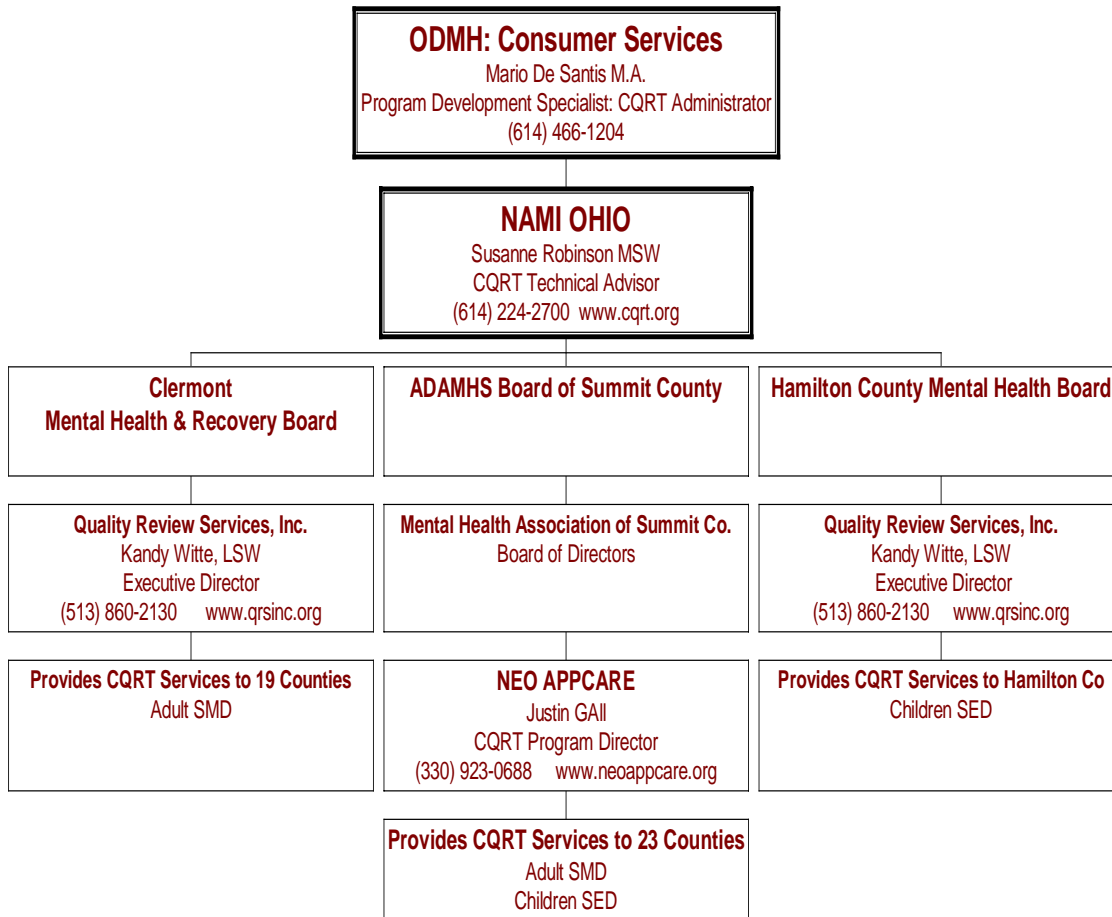 ODMH: Consumer Services
Mario De Santis M.A.
Program Development Specialist: CQRT Administrator
(614) 466-1204
NAMI OHIO
Susanne Robinson MSW
CQRT Technical Advisor
(614) 224-2700 www.cqrt.org
Clermont
Mental Health & Recovery Board
ADAMHS Board of Summit County
Hamilton County Mental Health Board
Quality Review Services, Inc.
Kandy Witte, LSW
Executive Director
(513) 860-2130 www.qrsinc.org
Mental Health Association of Summit Co.
Board of Directors
Quality Review Services, Inc.
Kandy Witte, LSW
Executive Director
(513) 860-2130 www.qrsinc.org
Provides CQRT Services to 19 Counties
Adult SMD
NEO APPCARE
Justin GAll
CQRT Program Director
(330) 923-0688 www.neoappcare.org
Provides CQRT Services to Hamilton Co
Children SED
Provides CQRT Services to 23 Counties
Adult SMD
Children SED